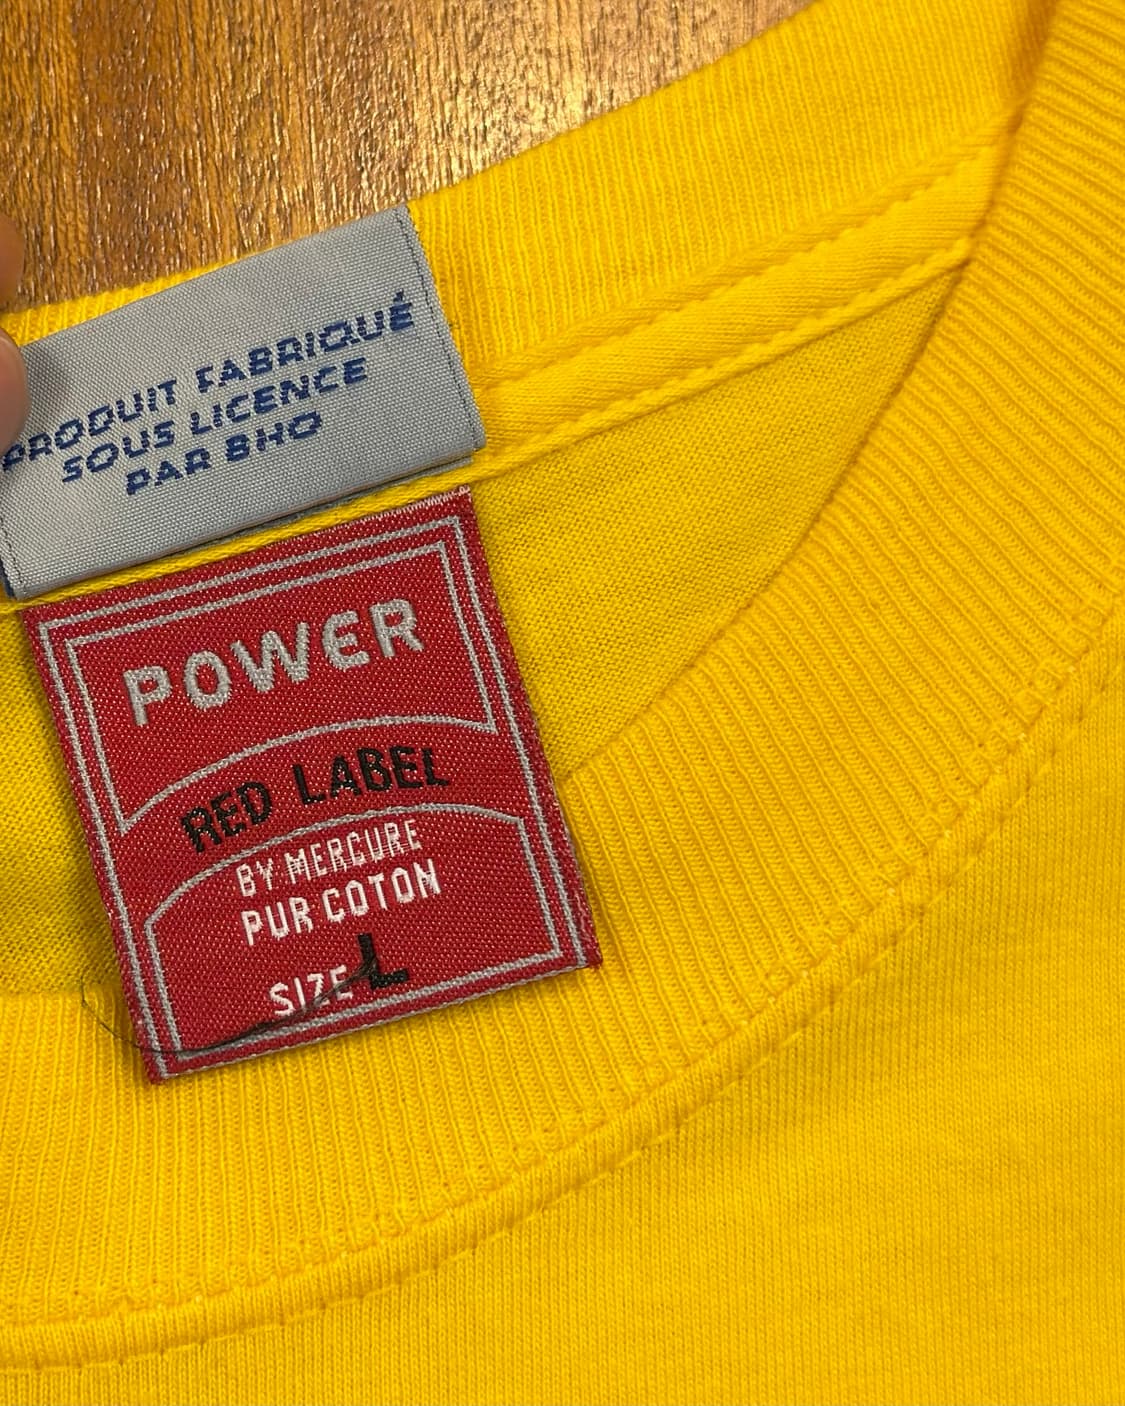 PRODUIT FABRIQUÉ
SOUS LICENCE
PAR BHO
POWER
RED LABEL
BY MERCURE
PUR COTON
SIZE L